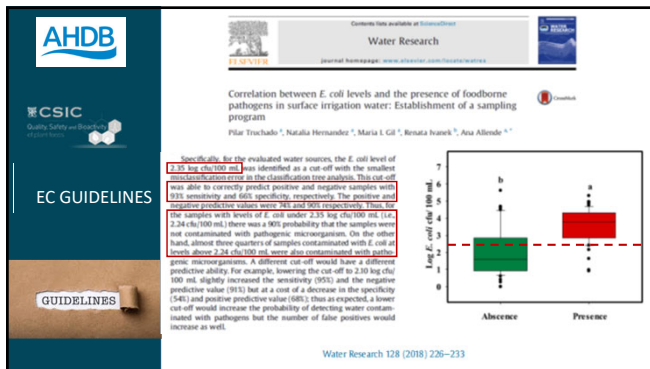 AHDB
CSIC
Quality, Safety and Bioactivity
of plant foods
EC GUIDELINES
GUIDELINES
Contents lists available at ScienceDirect
Water Research
journal homepage: www.elsevier.com/locate/watres
ELSEVIER
WATER
RESEARCH
Correlation between E. coli levels and the presence of foodborne
pathogens in surface irrigation water: Establishment of a sampling
program
CrossMark
Pilar Truchado a, Natalia Hernandez a, Maria I. Gil a, Renata Ivanek b, Ana Allende a, *
Specifically, for the evaluated water sources, the E. coli level of
2.35 log cfu/100 mL was identified as a cut-off with the smallest
misclassification error in the classification tree analysis. This cut-off
was able to correctly predict positive and negative samples with
93% sensitivity and 66% specificity, respectively. The positive and
negative predictive values were 74% and 90% respectively. Thus, for
the samples with levels of E. coli under 2.35 log cfu/100 mL (i.e.,
2.24 cfu/100 mL) there was a 90% probability that the samples were
not contaminated with pathogenic microorganism. On the other
hand, almost three quarters of samples contaminated with E. coli at
levels above 2.24 cfu/100 mL were also contaminated with patho-
genic microorganisms. A different cut-off would have a different
predictive ability. For example, lowering the cut-off to 2.10 log cfu/
100 mL slightly increased the sensitivity (95%) and the negative
predictive value (91%) but at a cost of a decrease in the specificity
(54%) and positive predictive value (68%); thus as expected, a lower
cut-off would increase the probability of detecting water contam-
inated with pathogens but the number of false positives would
increase as well.
Log E. coli cfu/ 100 mL
7
6
5
4
3
2
1
0
b
a
Abscence
Presence
Water Research 128 (2018) 226–233